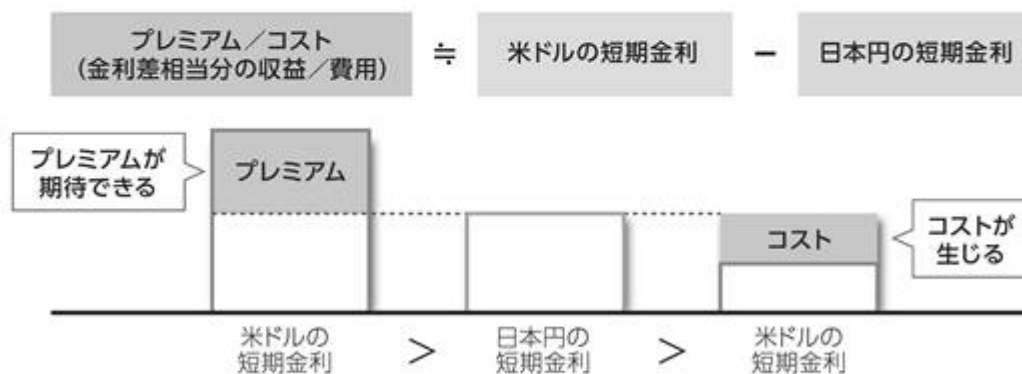 プレミアム／コスト
（金利差相当分の収益／費用）
≒
米ドルの短期金利
−
日本円の短期金利
プレミアムが
期待できる
プレミアム
コスト
コストが
生じる
米ドルの
短期金利
＞
日本円の
短期金利
＞
米ドルの
短期金利